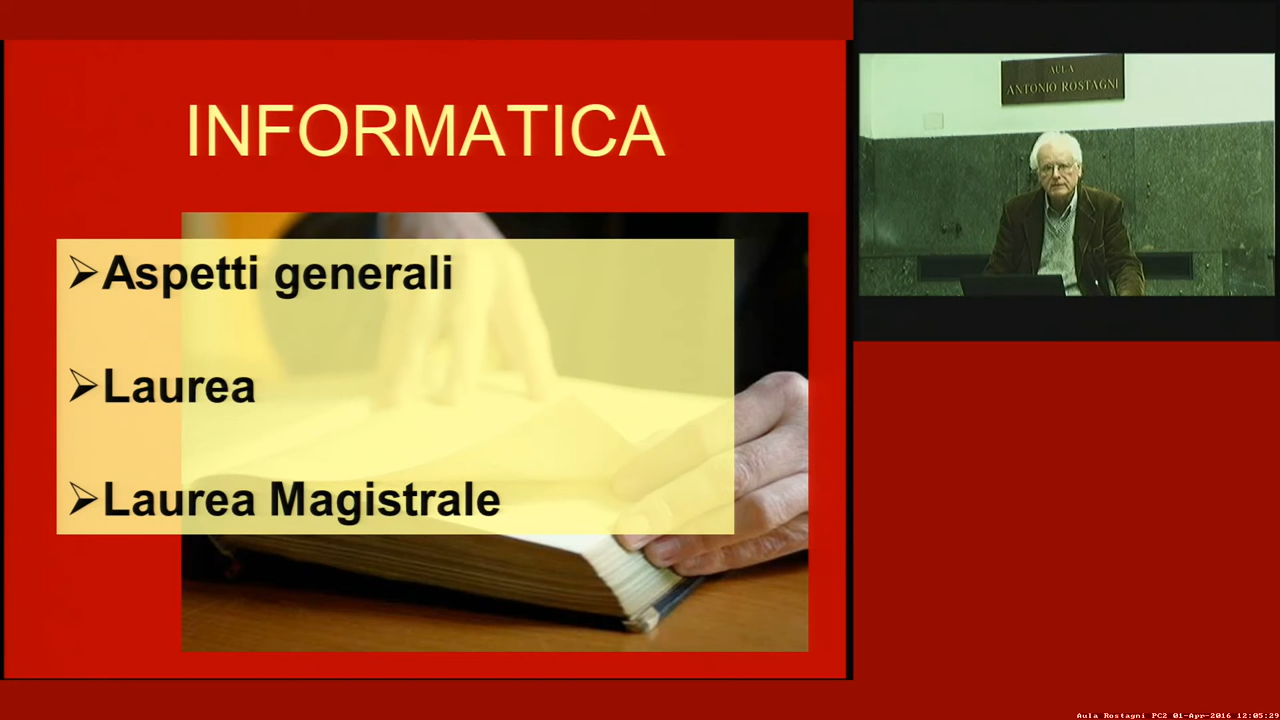 INFORMATICA
➢Aspetti generali
➢Laurea
➢Laurea Magistrale
AULA
ANTONIO ROSTAGNI
Aula Rostagni PC2 01-Apr-2016 12:05:29